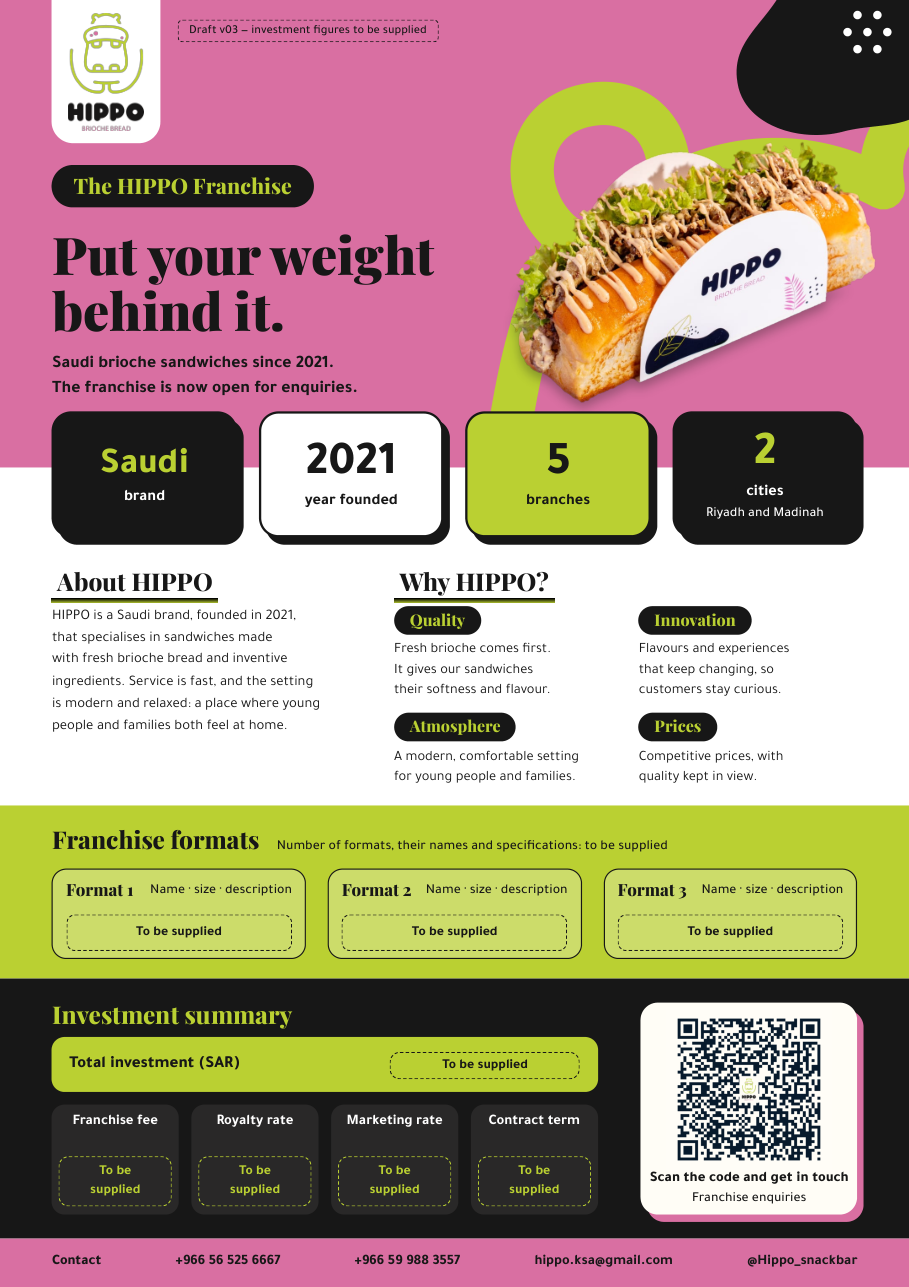 HIPPO
BRIOCHE BREAD
Draft v03 – investment figures to be supplied
The HIPPO Franchise
Put your weight
behind it.
Saudi brioche sandwiches since 2021.
The franchise is now open for enquiries.
HIPPO
BRIOCHE BREAD
Saudi
brand
2021
year founded
5
branches
2
cities
Riyadh and Madinah
About HIPPO
HIPPO is a Saudi brand, founded in 2021,
that specialises in sandwiches made
with fresh brioche bread and inventive
ingredients. Service is fast, and the setting
is modern and relaxed: a place where young
people and families both feel at home.
Why HIPPO?
Quality
Fresh brioche comes first.
It gives our sandwiches
their softness and flavour.
Innovation
Flavours and experiences
that keep changing, so
customers stay curious.
Atmosphere
A modern, comfortable setting
for young people and families.
Prices
Competitive prices, with
quality kept in view.
Franchise formats Number of formats, their names and specifications: to be supplied
Format 1 Name · size · description
To be supplied
Format 2 Name · size · description
To be supplied
Format 3 Name · size · description
To be supplied
Investment summary
Total investment (SAR) To be supplied
Franchise fee
To be
supplied
Royalty rate
To be
supplied
Marketing rate
To be
supplied
Contract term
To be
supplied
HIPPO
Scan the code and get in touch
Franchise enquiries
Contact +966 56 525 6667 +966 59 988 3557 hippo.ksa@gmail.com @Hippo_snackbar